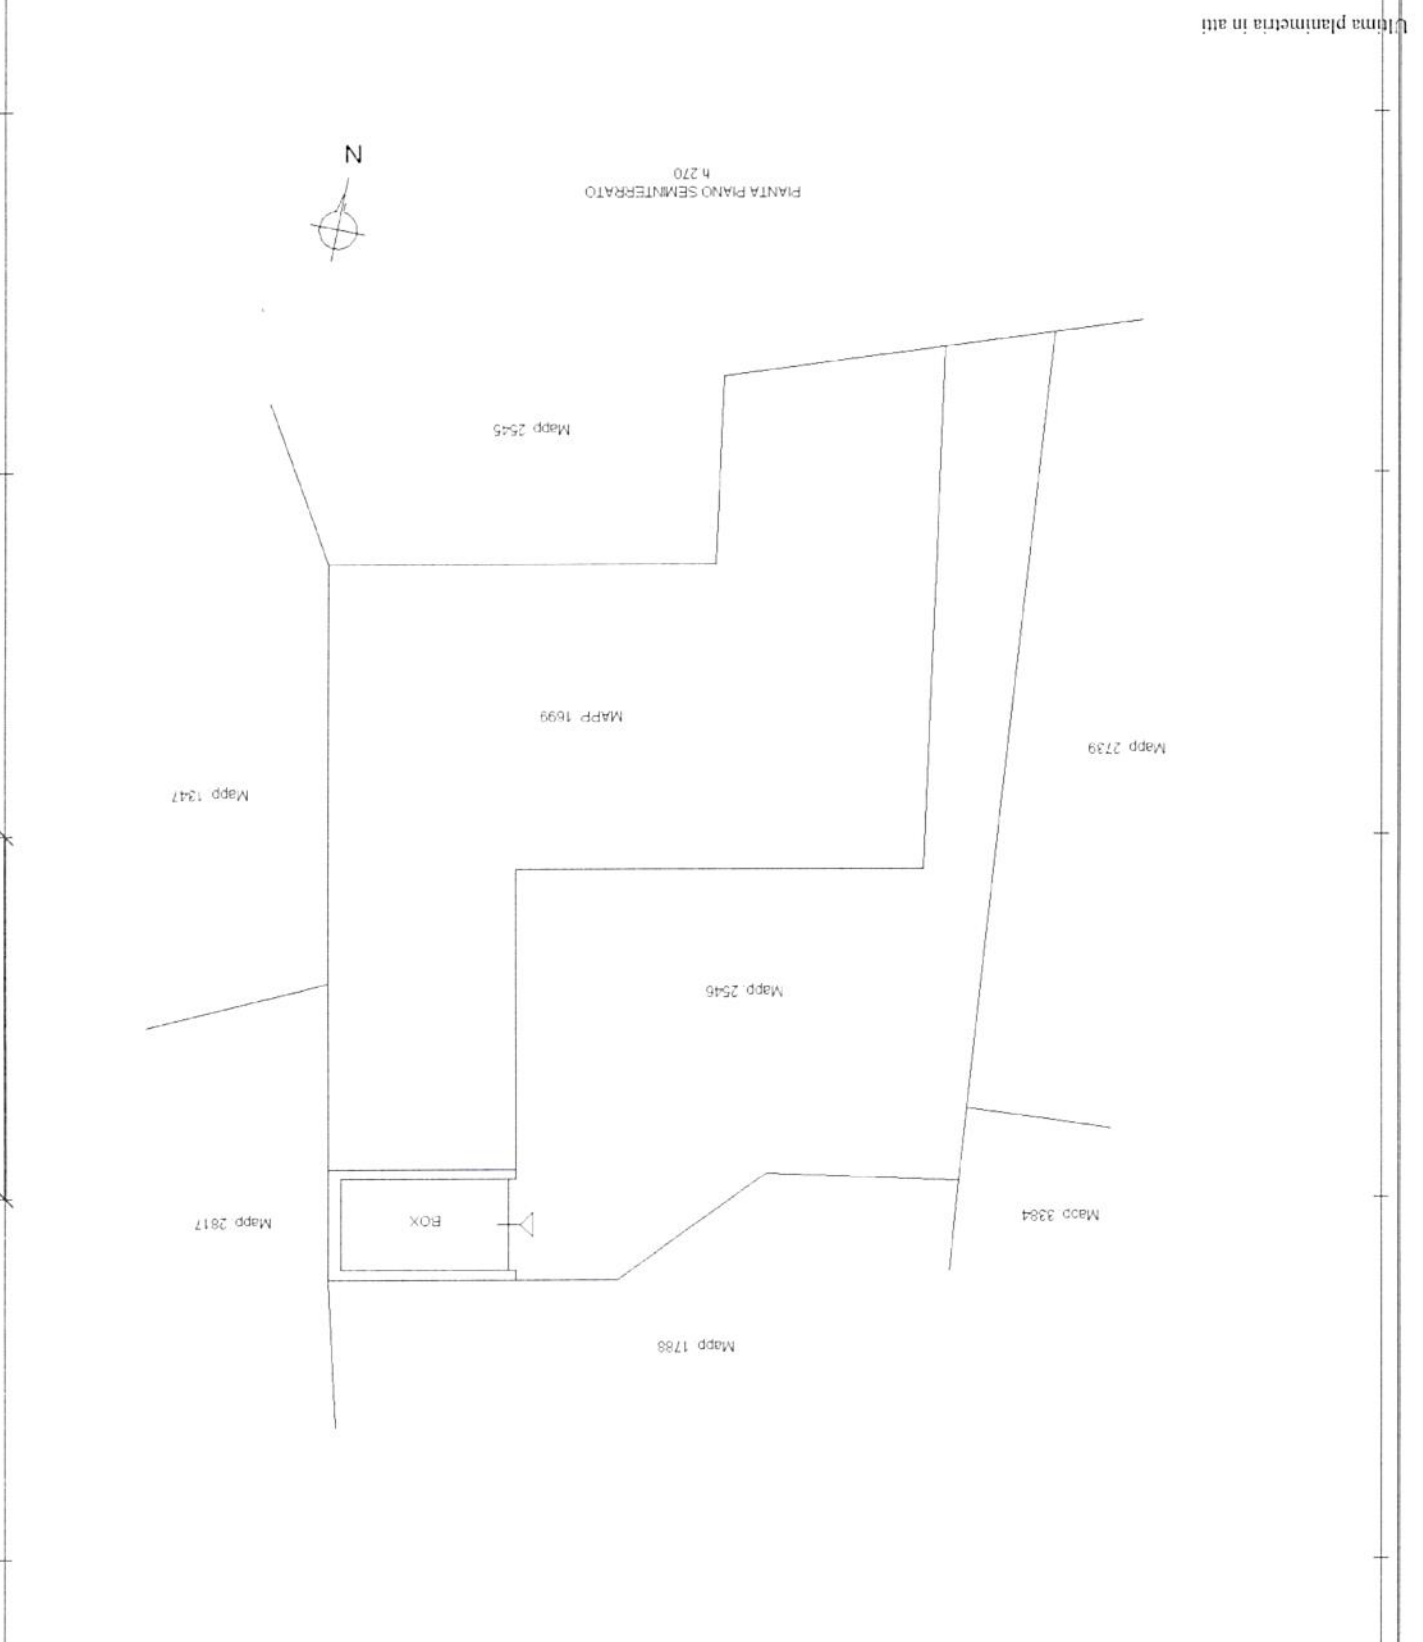 Mapp 1788
Mapp 3384
BOX
Mapp 2817
Mapp. 2546
Mapp 1347
Mapp 2739
MAPP 1699
Mapp 2545
PIANTA PIANO SEMINTERRATO
h 270
N
Ultima planimetria in atti